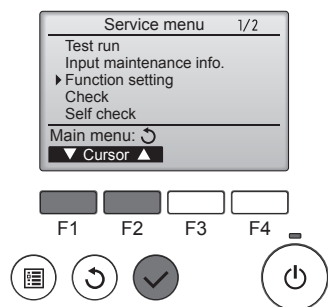 Service menu 1/2
Test run
Input maintenance info.
Function setting
Check
Self check
Main menu:
Cursor
F1 F2 F3 F4